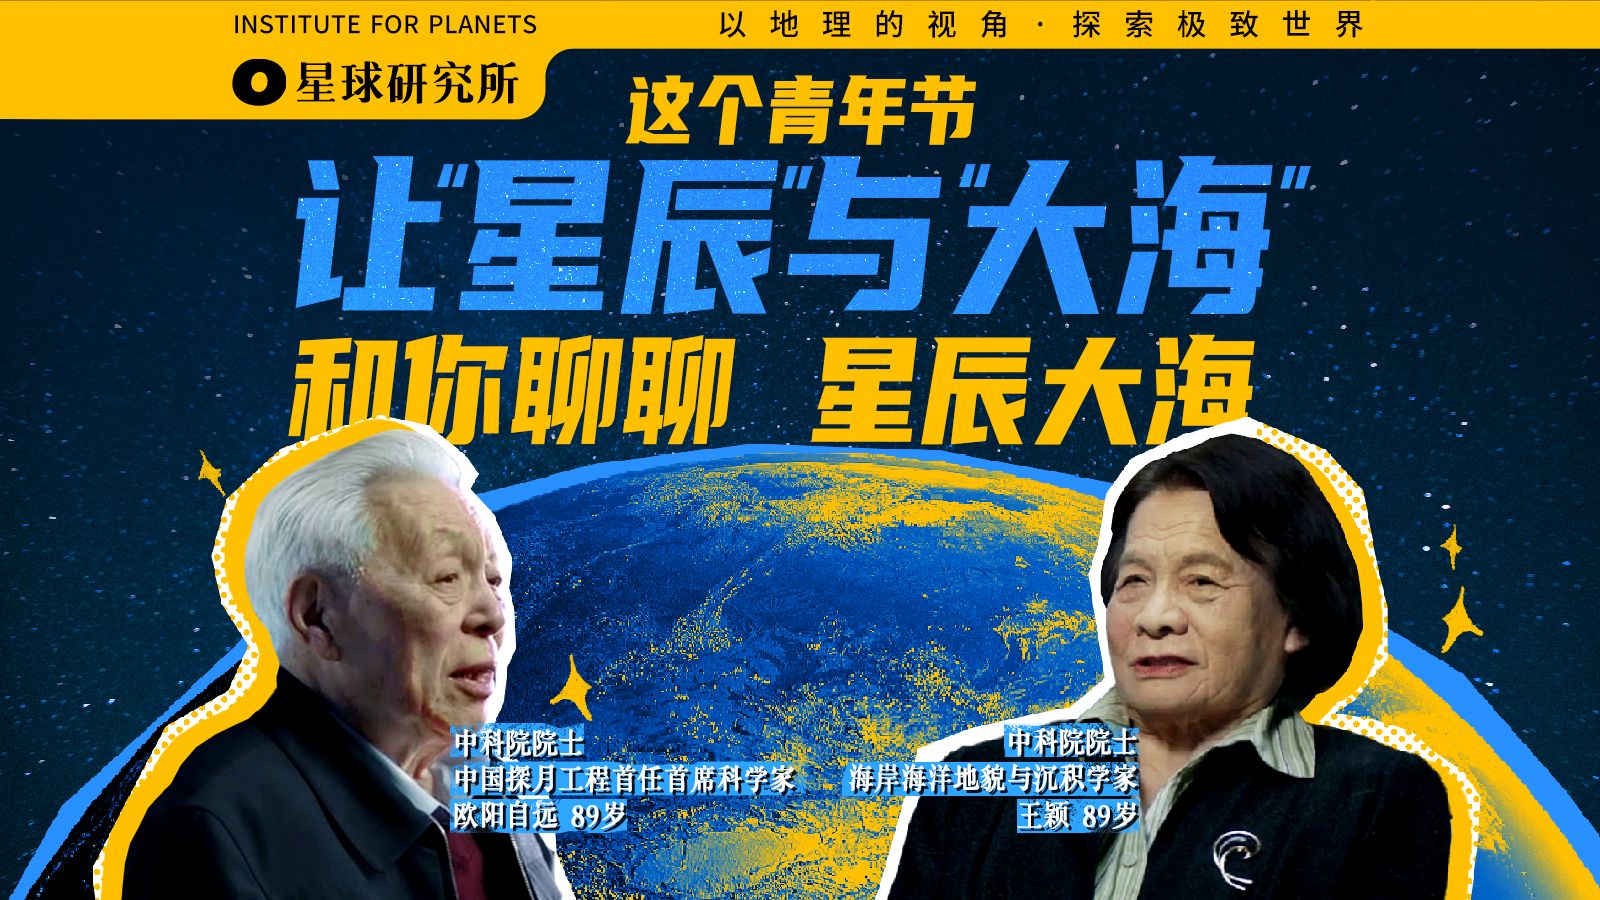 INSTITUTE FOR PLANETS
以地理的视角·探索极致世界
星球研究所
这个青年节
让"星辰"与"大海"
和你聊聊 星辰大海
中科院院士
中国探月工程首任首席科学家
欧阳自远 89岁
中科院院士
海岸海洋地貌与沉积学家
王颖 89岁